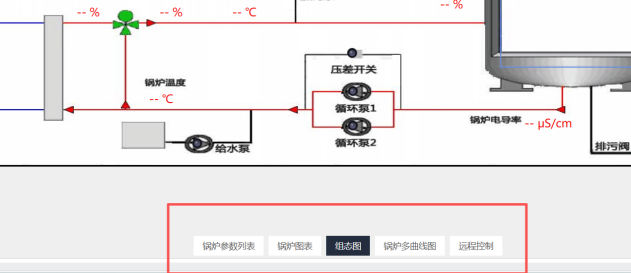 -- %
-- %
-- ℃
-- %
压差开关
锅炉温度
-- ℃
循环泵1
锅炉电导率 -- μS/cm
循环泵2
给水泵
排污阀
锅炉参数列表 锅炉图表 组态图 锅炉多曲线图 远程控制